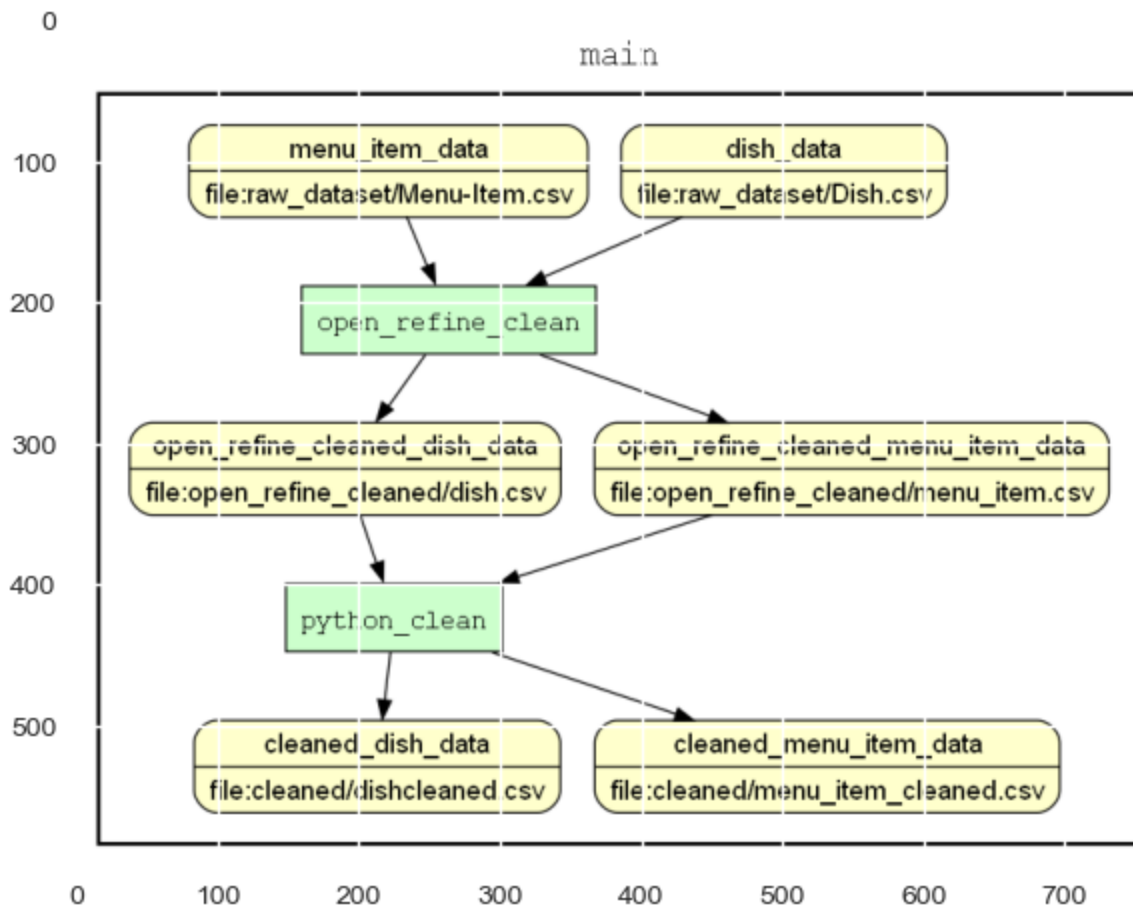 0
main
100
menu_item_data
dish_data
file:raw_dataset/Menu-Item.csv
file:raw_dataset/Dish.csv
200
open_refine_clean
300
open_refine_cleaned_dish_data
open_refine_cleaned_menu_item_data
file:open_refine_cleaned/dish.csv
file:open_refine_cleaned/menu_item.csv
400
python_clean
500
cleaned_dish_data
cleaned_menu_item_data
file:cleaned/dishcleaned.csv
file:cleaned/menu_item_cleaned.csv
0 100 200 300 400 500 600 700